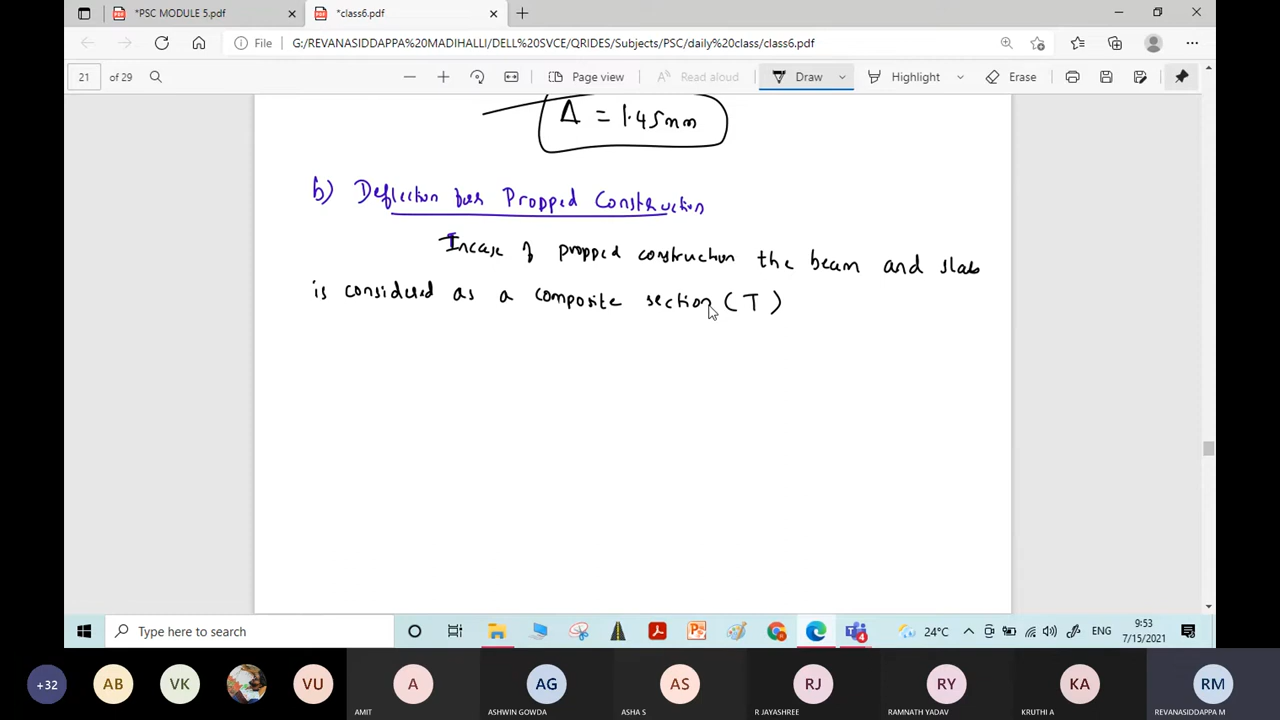 *PSC MODULE 5.pdf
*class6.pdf
File
G:/REVANASIDDAPPA%20MADIHALLI/DELL%20SVCE/QRIDES/Subjects/PSC/daily%20class/class6.pdf
21 of 29
Page view
Read aloud
Draw
Highlight
Erase
Δ = 1.45mm
b) Deflection for Propped Construction
Incase of propped construction the beam and slab
is considered as a composite section (T)
Type here to search
24°C
ENG
9:53
7/15/2021
4
+32
AB
VK
VU
A
AMIT
AG
ASHWIN GOWDA
AS
ASHA S
RJ
R JAYASHREE
RY
RAMNATH YADAV
KA
KRUTHI A
RM
REVANASIDDAPPA M